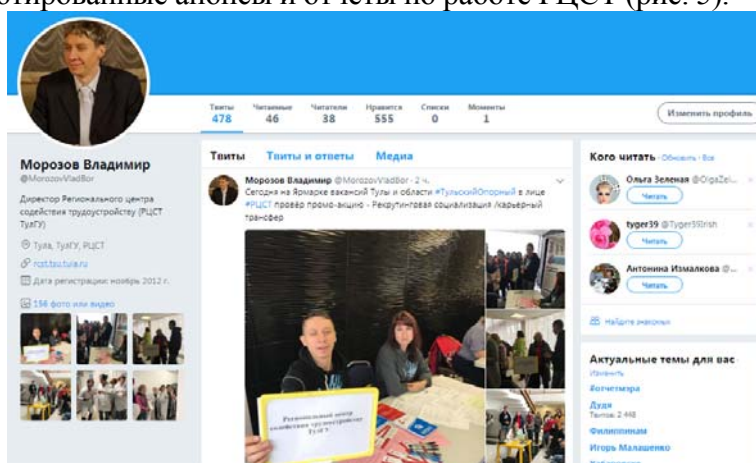 отированные анонсы и отчеты по работе РЦСТ (рис. 5).
Твиты Читаемые Читатели Нравится Списки Моменты
478 46 38 555 0 1
Изменить профиль
Морозов Владимир
@MorozovVladBor
Директор Регионального центра
содействия трудоустройству (РЦСТ
ТулГУ)
Тула, ТулГУ, РЦСТ
rcst.tsu.tula.ru
Дата регистрации: ноябрь 2012 г.
156 фото или видео
Твиты Твиты и ответы Медиа
Морозов Владимир @MorozovVladBor · 2 ч.
Сегодня на Ярмарке вакансий Тулы и области #ТульскийОпорный в лице
#РЦСТ провёр промо-акцию - Рекрутинговая социализация /карьерный
трансфер
Региональный центр
содействия трудоустройству
ТулГУ
Кого читать · Обновить · Все
Ольга Зеленая @OlgaZel...
Читать
tyger39 @Tyger39Irish
Читать
Антонина Измалкова @...
Читать
Найдите знакомых
Актуальные темы для вас
Изменить
#отчетмэра
Дудя
Твитов: 2 448
Филиппинам
Игорь Малашенко